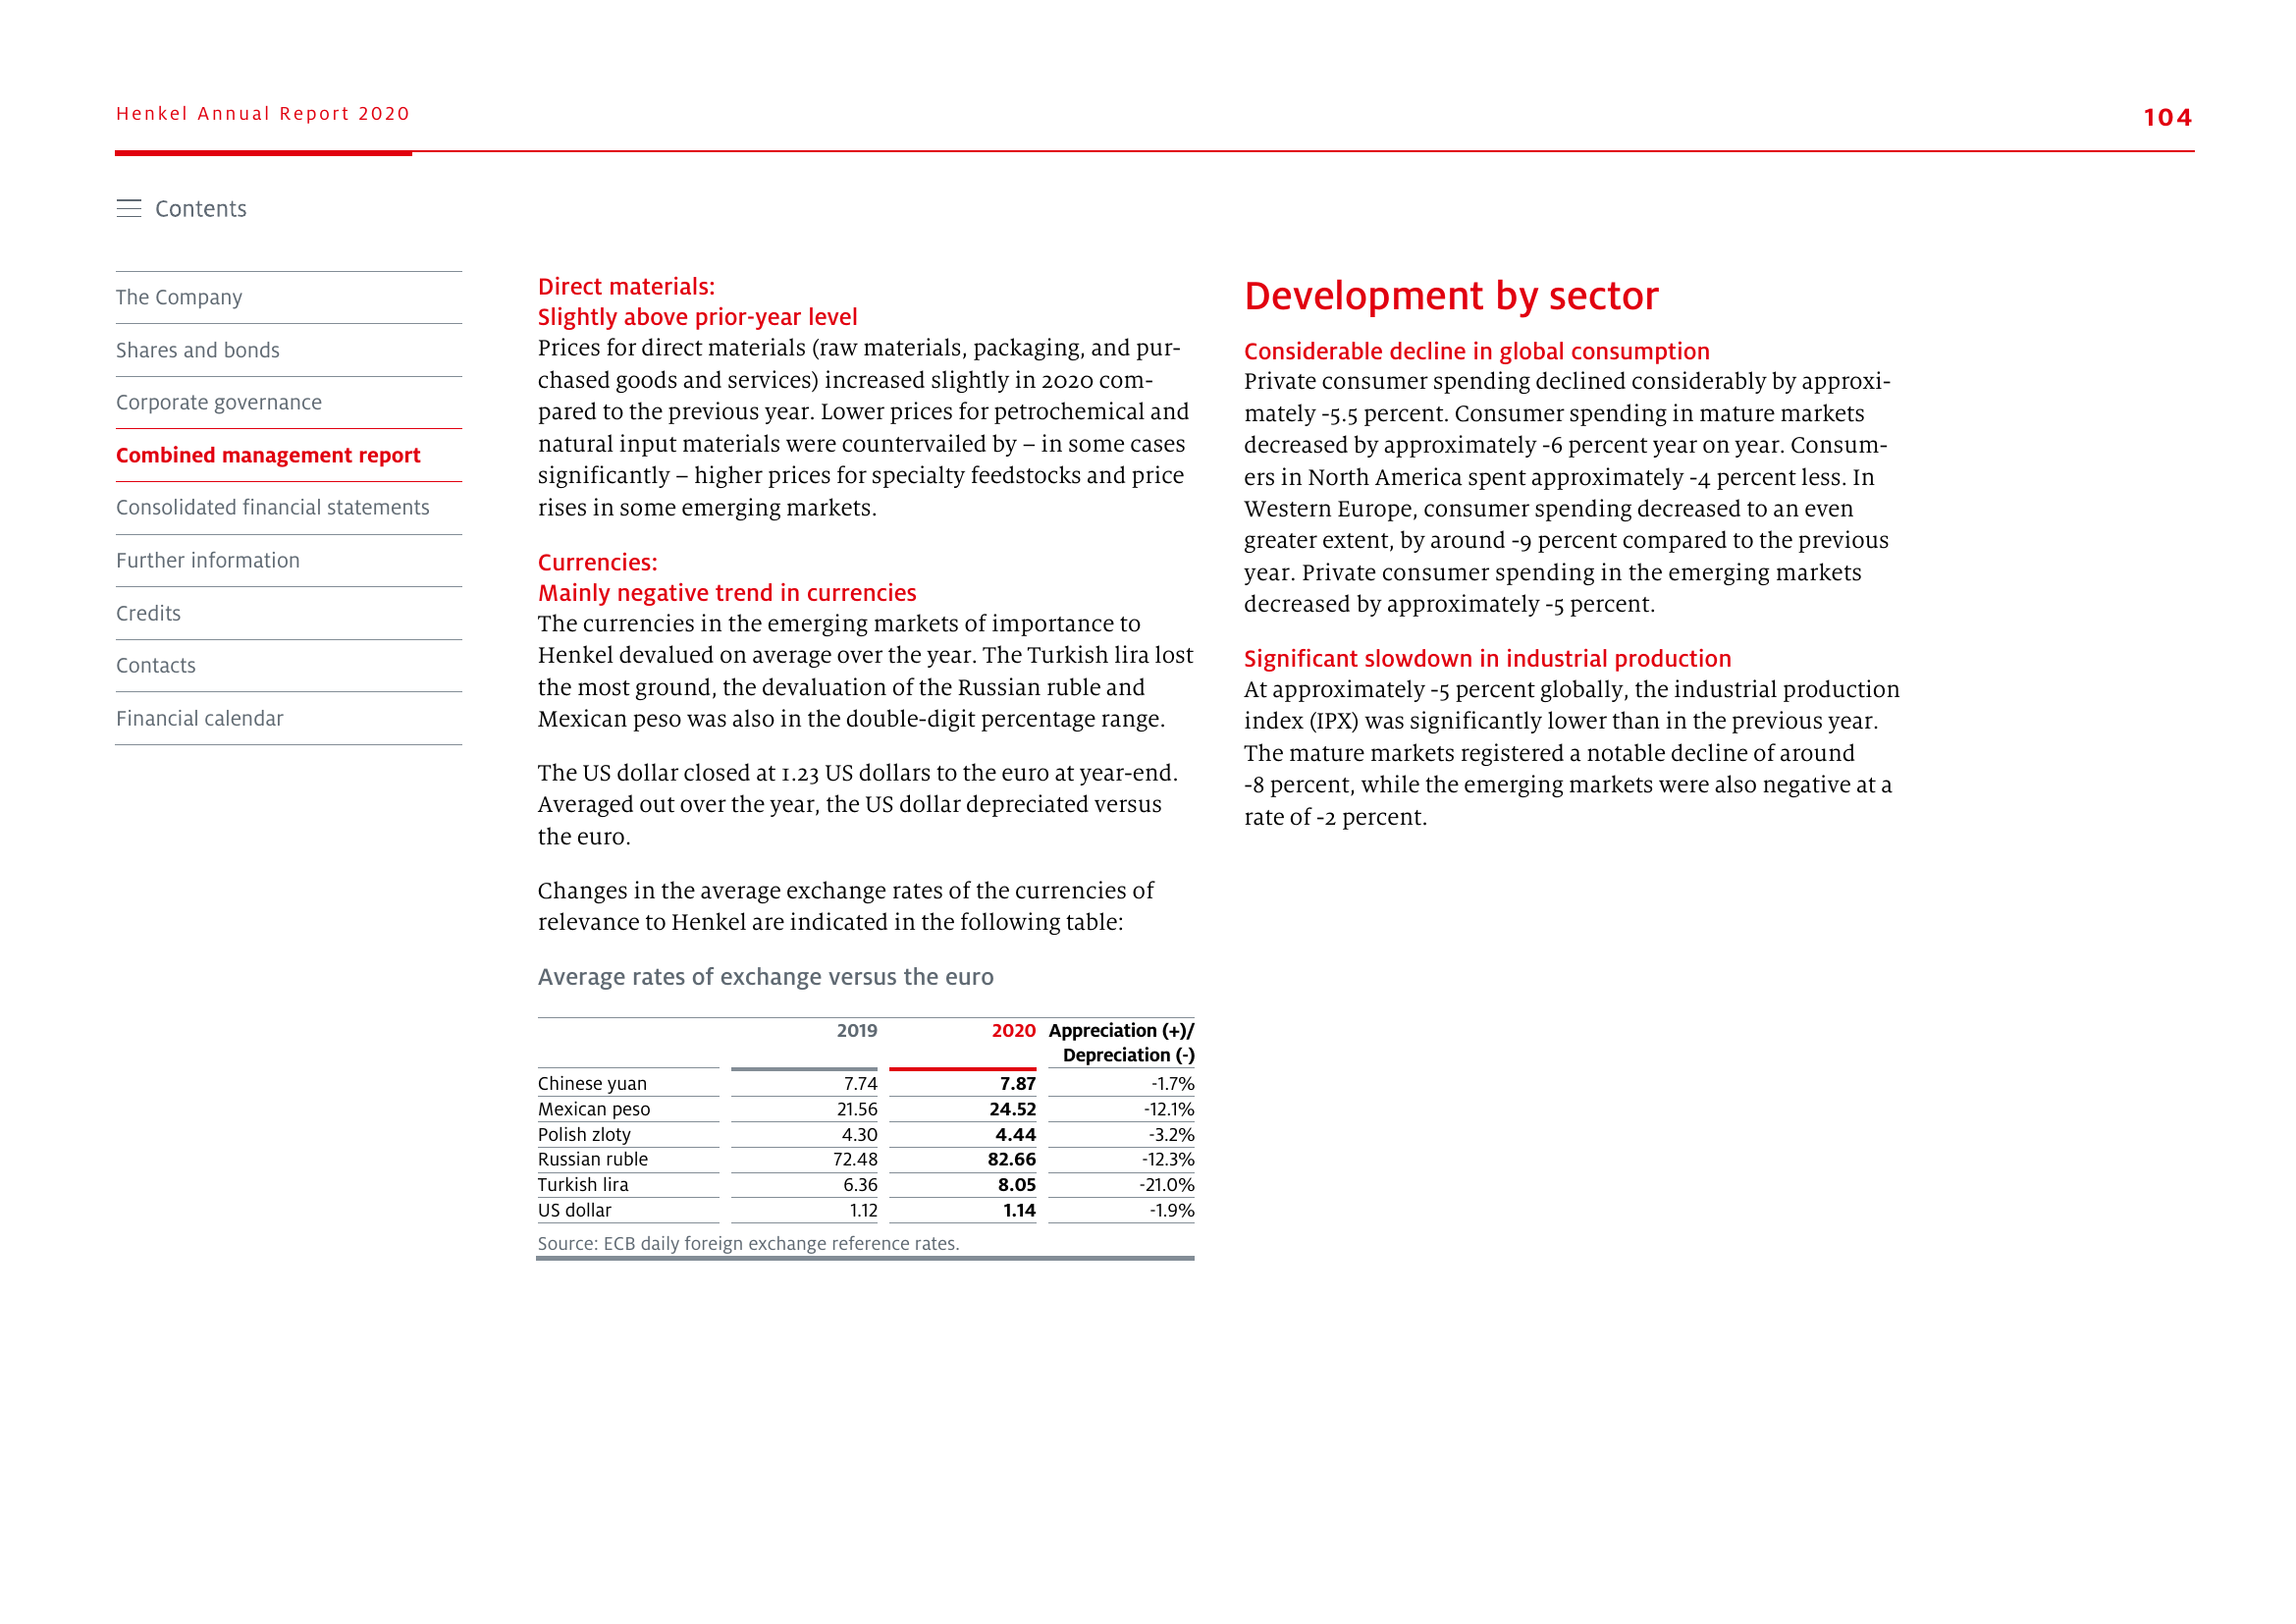 Henkel Annual Report 2020
104
Contents
The Company
Shares and bonds
Corporate governance
Combined management report
Consolidated financial statements
Further information
Credits
Contacts
Financial calendar
Direct materials:
Slightly above prior-year level
Prices for direct materials (raw materials, packaging, and pur-
chased goods and services) increased slightly in 2020 com-
pared to the previous year. Lower prices for petrochemical and
natural input materials were countervailed by – in some cases
significantly – higher prices for specialty feedstocks and price
rises in some emerging markets.
Currencies:
Mainly negative trend in currencies
The currencies in the emerging markets of importance to
Henkel devalued on average over the year. The Turkish lira lost
the most ground, the devaluation of the Russian ruble and
Mexican peso was also in the double-digit percentage range.
The US dollar closed at 1.23 US dollars to the euro at year-end.
Averaged out over the year, the US dollar depreciated versus
the euro.
Changes in the average exchange rates of the currencies of
relevance to Henkel are indicated in the following table:
Average rates of exchange versus the euro
2019 2020 Appreciation (+)/
Depreciation (-)
Chinese yuan 7.74 7.87 -1.7%
Mexican peso 21.56 24.52 -12.1%
Polish zloty 4.30 4.44 -3.2%
Russian ruble 72.48 82.66 -12.3%
Turkish lira 6.36 8.05 -21.0%
US dollar 1.12 1.14 -1.9%
Source: ECB daily foreign exchange reference rates.
Development by sector
Considerable decline in global consumption
Private consumer spending declined considerably by approxi-
mately -5.5 percent. Consumer spending in mature markets
decreased by approximately -6 percent year on year. Consum-
ers in North America spent approximately -4 percent less. In
Western Europe, consumer spending decreased to an even
greater extent, by around -9 percent compared to the previous
year. Private consumer spending in the emerging markets
decreased by approximately -5 percent.
Significant slowdown in industrial production
At approximately -5 percent globally, the industrial production
index (IPX) was significantly lower than in the previous year.
The mature markets registered a notable decline of around
-8 percent, while the emerging markets were also negative at a
rate of -2 percent.